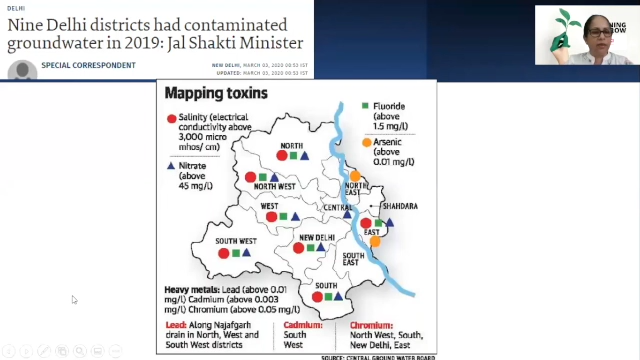 DELHI
Nine Delhi districts had contaminated
groundwater in 2019: Jal Shakti Minister
SPECIAL CORRESPONDENT
NEW DELHI, MARCH 03, 2020 00:53 IST
UPDATED: MARCH 03, 2020 00:53 IST
Mapping toxins
Salinity (electrical
conductivity above
3,000 micro
mhos/ cm)
Nitrate
(above
45 mg/l)
Fluoride
(above
1.5 mg/l)
Arsenic
(above
0.01 mg/l)
NORTH
NORTH WEST
NORTH
EAST
WEST
CENTRAL
SHAHDARA
EAST
SOUTH WEST
NEW DELHI
SOUTH
EAST
SOUTH
Heavy metals: Lead (above 0.01
mg/l) Cadmium (above 0.003
mg/l) Chromium (above 0.05 mg/l)
Lead: Along Najafgarh
drain in North, West and
South West districts
Cadmium:
South
West
Chromium:
North West, South,
New Delhi, East
SOURCE: CENTRAL GROUND WATER BOARD